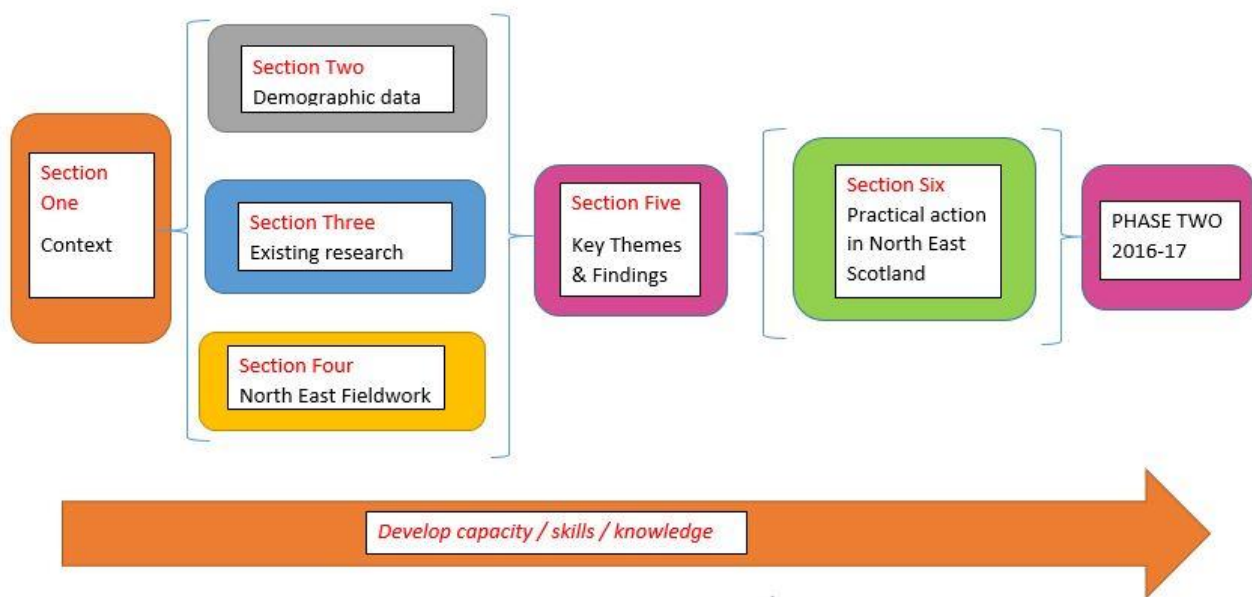 Section
One
Context
Section Two
Demographic data
Section Three
Existing research
Section Four
North East Fieldwork
Section Five
Key Themes
& Findings
Section Six
Practical action
in North East
Scotland
PHASE TWO
2016-17
Develop capacity / skills / knowledge